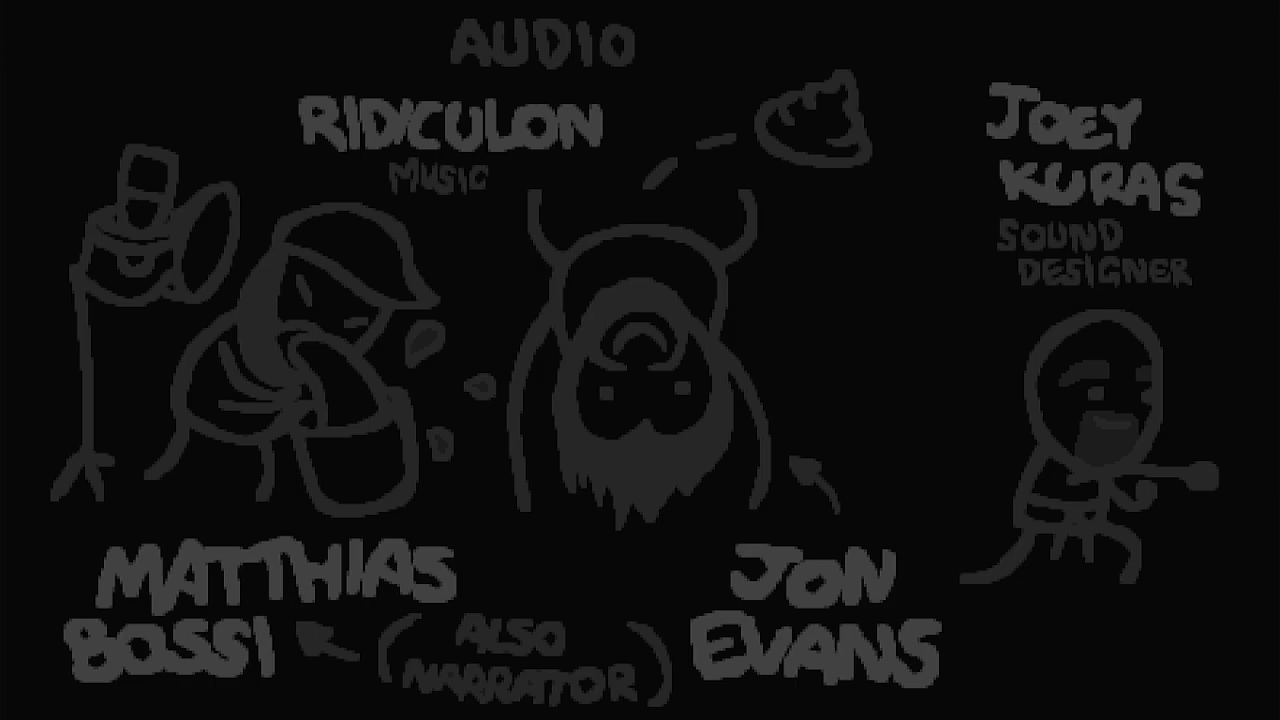 AUDIO
RIDICULON
MUSIC
JOEY
KURAS
SOUND
DESIGNER
MATTHIAS
BOSSI
(ALSO
NARRATOR)
JON
EVANS